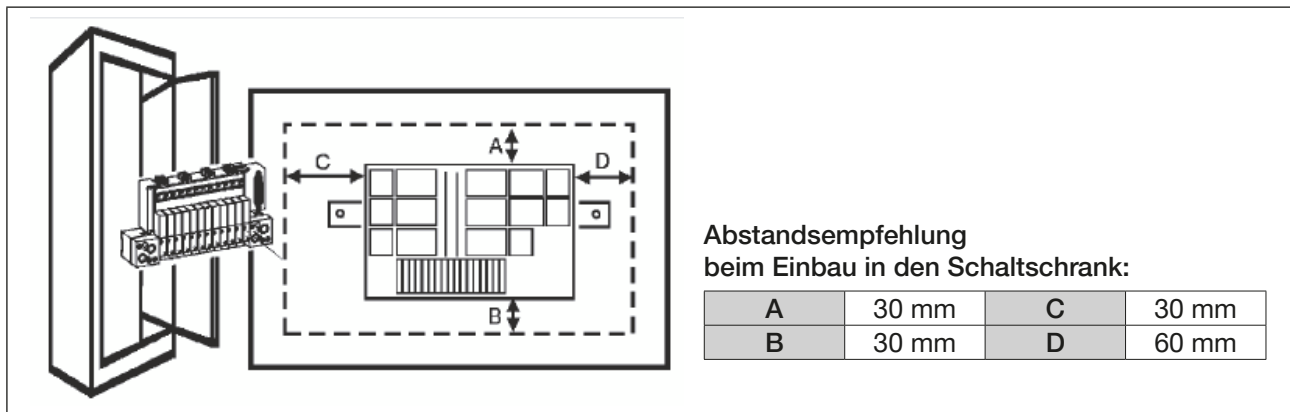 A
C
D
B
Abstandsempfehlung
beim Einbau in den Schaltschrank:
A 30 mm C 30 mm
B 30 mm D 60 mm